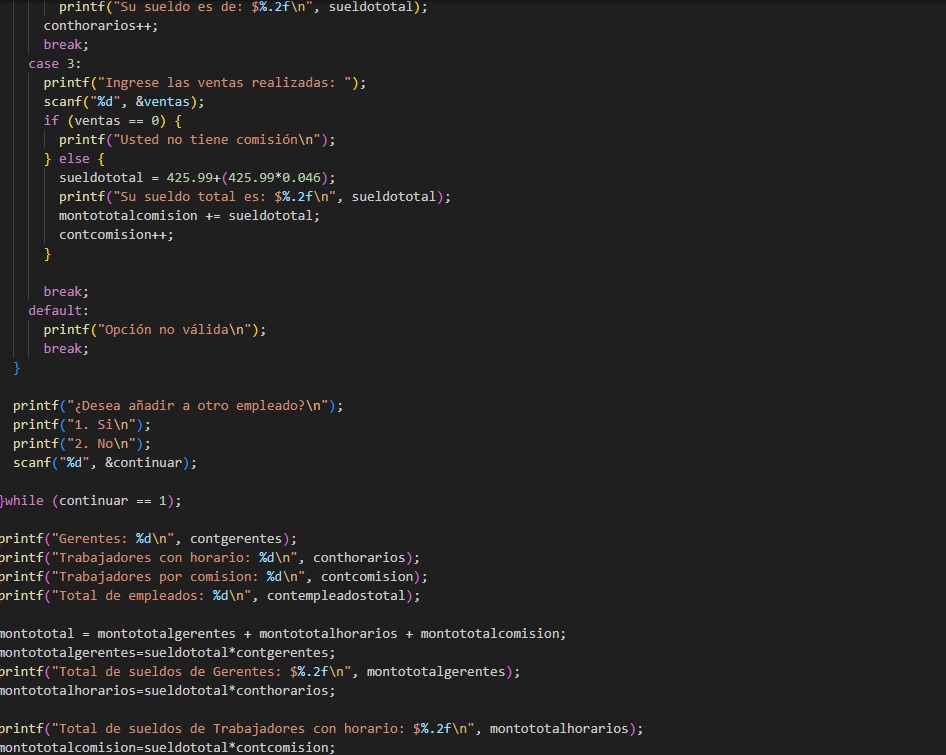 printf("Su sueldo es de: $%.2f\n", sueldototal);
conthorarios++;
break;
case 3:
printf("Ingrese las ventas realizadas: ");
scanf("%d", &ventas);
if (ventas == 0) {
printf("Usted no tiene comisión\n");
} else {
sueldototal = 425.99+(425.99*0.046);
printf("Su sueldo total es: $%.2f\n", sueldototal);
montototalcomision += sueldototal;
contcomision++;
}
break;
default:
printf("Opción no válida\n");
break;
}
printf("¿Desea añadir a otro empleado?\n");
printf("1. Si\n");
printf("2. No\n");
scanf("%d", &continuar);
}while (continuar == 1);
printf("Gerentes: %d\n", contgerentes);
printf("Trabajadores con horario: %d\n", conthorarios);
printf("Trabajadores por comision: %d\n", contcomision);
printf("Total de empleados: %d\n", contempleadostotal);
montototal = montototalgerentes + montototalhorarios + montototalcomision;
montototalgerentes=sueldototal*contgerentes;
printf("Total de sueldos de Gerentes: $%.2f\n", montototalgerentes);
montototalhorarios=sueldototal*conthorarios;
printf("Total de sueldos de Trabajadores con horario: $%.2f\n", montototalhorarios);
montototalcomision=sueldototal*contcomision;